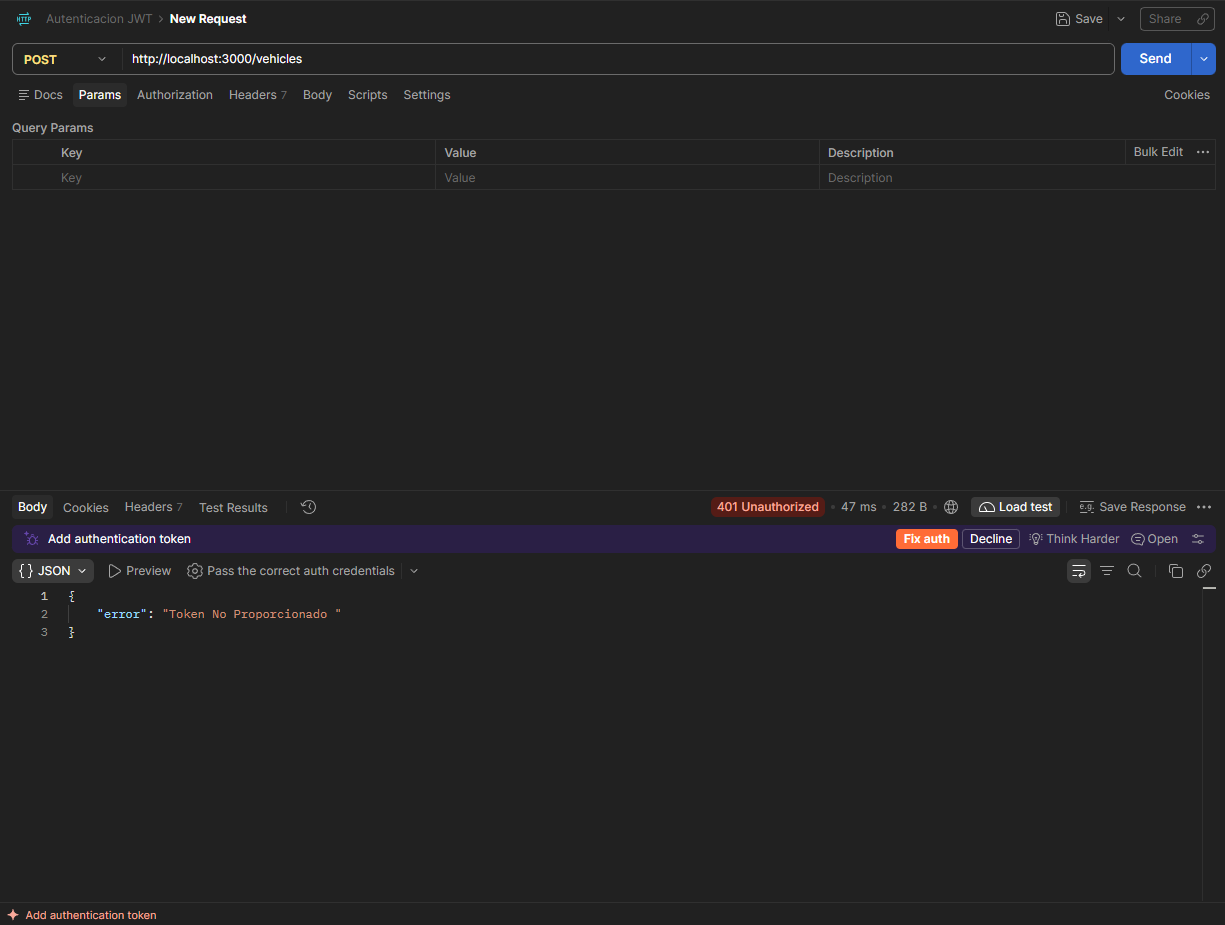 HTTP Autenticacion JWT > New Request Save Share
POST http://localhost:3000/vehicles Send
Docs Params Authorization Headers 7 Body Scripts Settings Cookies
Query Params
Key Value Description Bulk Edit
Key Value Description
Body Cookies Headers 7 Test Results 401 Unauthorized • 47 ms • 282 B • Load test e.g. Save Response
Add authentication token Fix auth Decline Think Harder Open
{} JSON Preview Pass the correct auth credentials
1 {
2 "error": "Token No Proporcionado "
3 }
Add authentication token